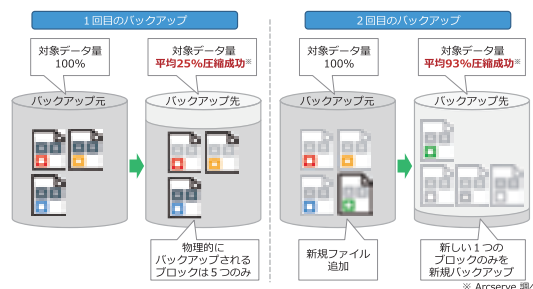 1回目のバックアップ
対象データ量
100%
対象データ量
平均25%圧縮成功※
バックアップ元
バックアップ先
物理的に
バックアップされる
ブロックは5つのみ
2回目のバックアップ
対象データ量
100%
対象データ量
平均93%圧縮成功※
バックアップ元
バックアップ先
新規ファイル
追加
新しい1つの
ブロックのみを
新規バックアップ
※ Arcserve 調べ